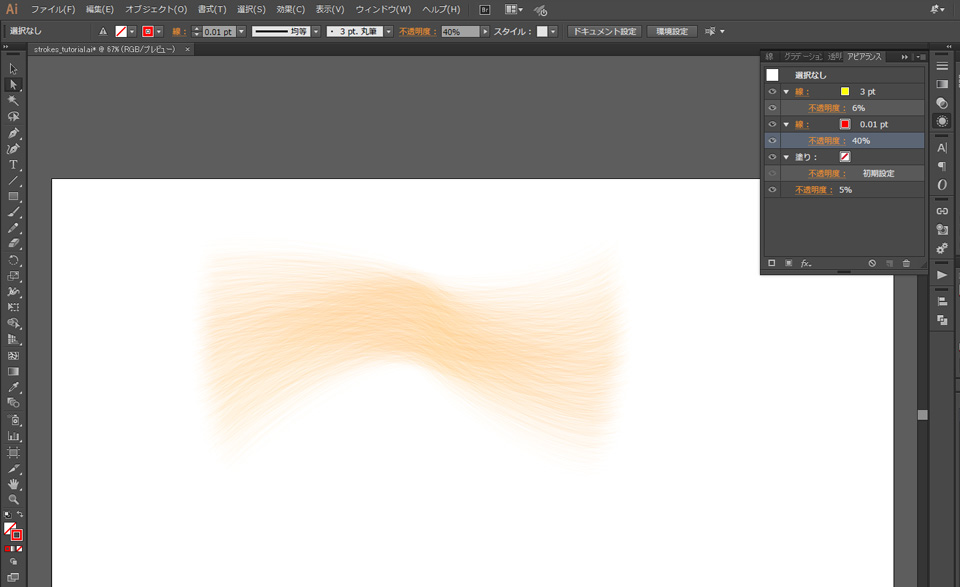 Ai ファイル(F) 編集(E) オブジェクト(O) 書式(T) 選択(S) 効果(C) 表示(V) ウィンドウ(W) ヘルプ(H) Br
選択なし 線： 0.01 pt 均等 3 pt. 丸筆 不透明度： 40% スタイル： ドキュメント設定 環境設定
strokes_tutorial.ai* @ 67% (RGB/プレビュー) ×
線 グラデーション 透明 アピアランス
選択なし
線： 3 pt
不透明度： 6%
線： 0.01 pt
不透明度： 40%
塗り：
不透明度： 初期設定
不透明度： 5%
fx.